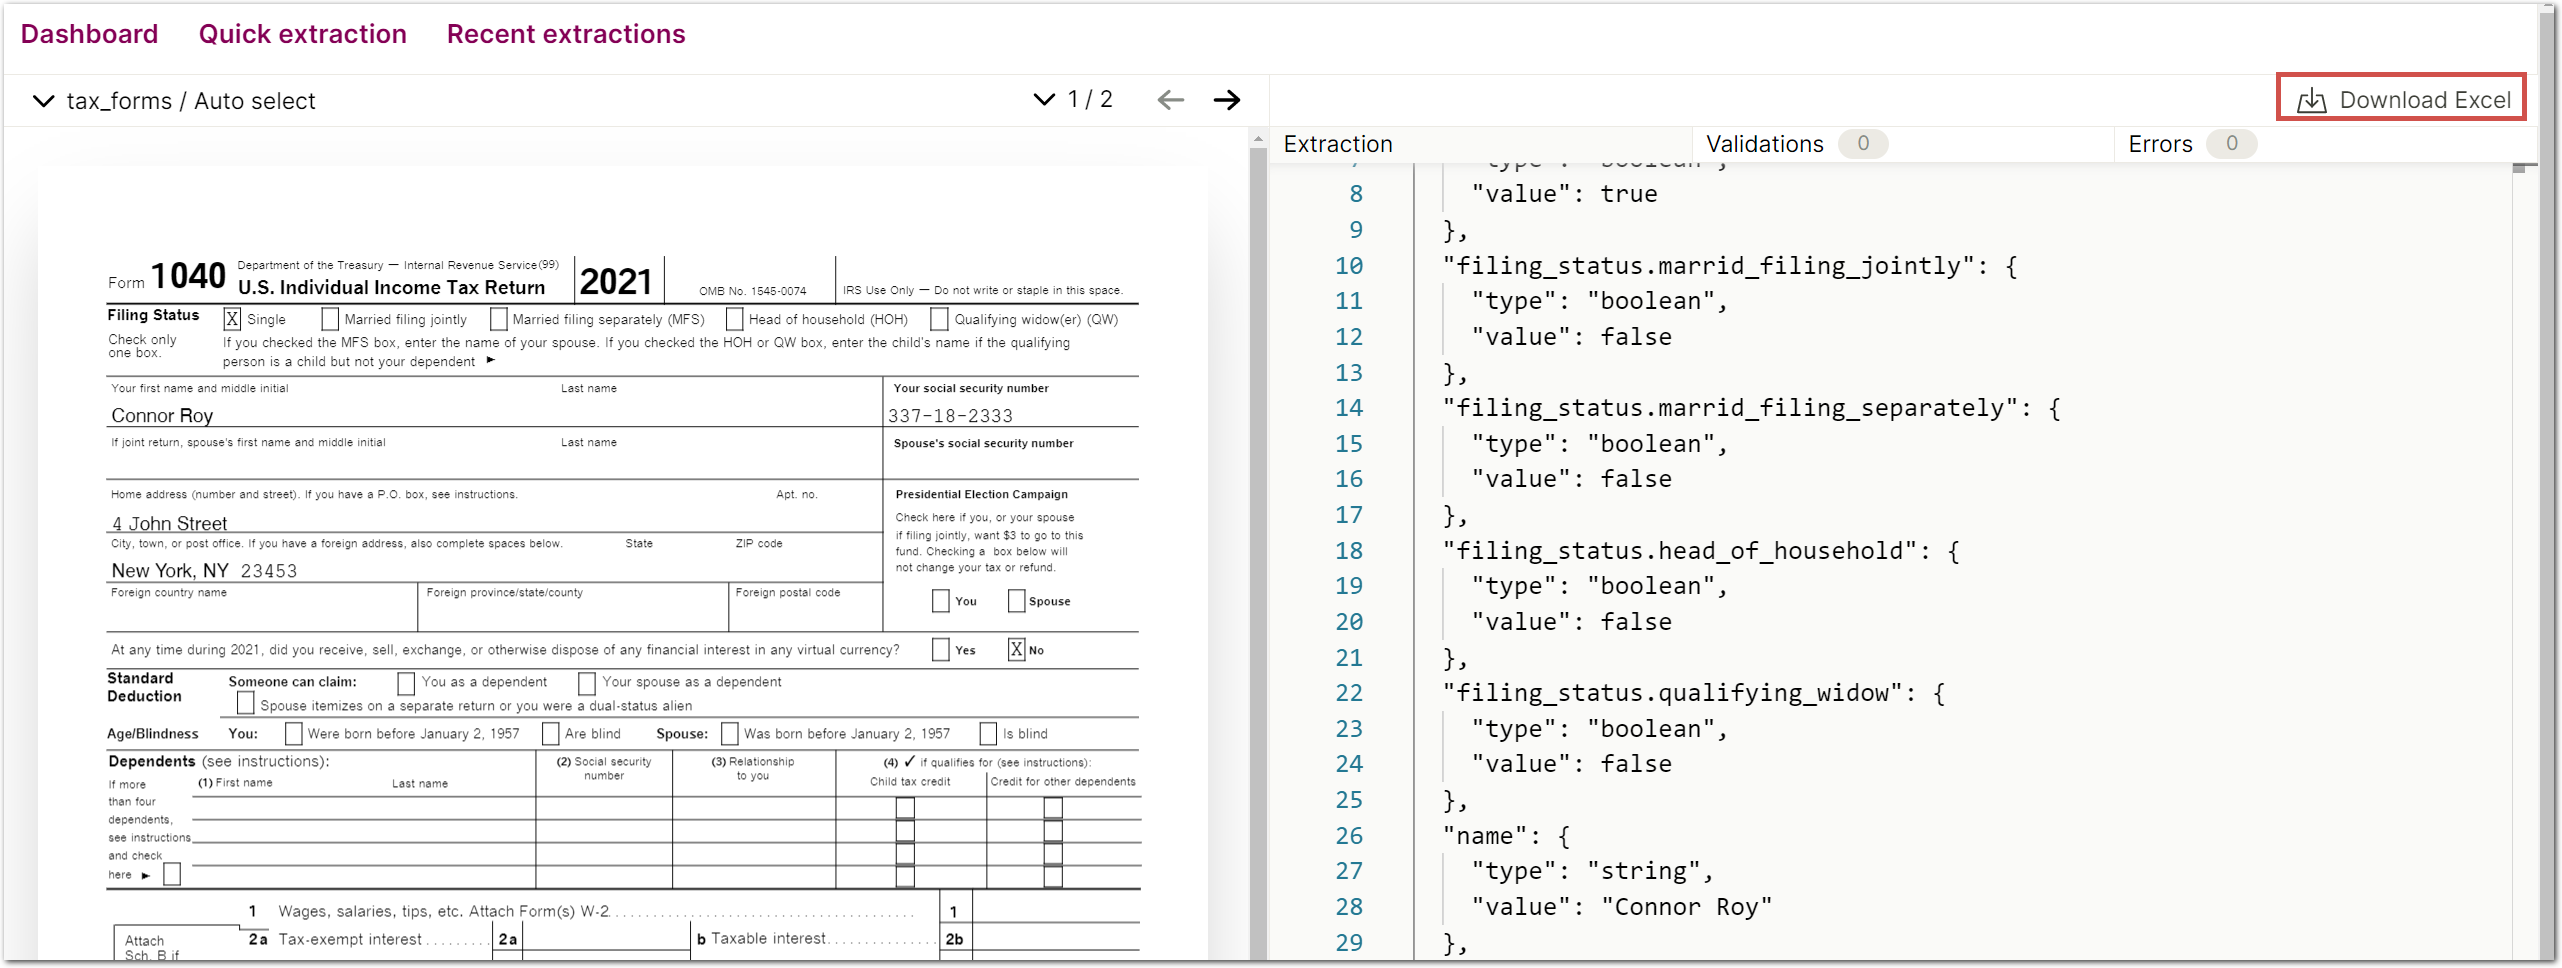 Dashboard Quick extraction Recent extractions
tax_forms / Auto select 1 / 2
Download Excel
Form 1040 Department of the Treasury — Internal Revenue Service (99)
U.S. Individual Income Tax Return 2021 OMB No. 1545-0074 IRS Use Only — Do not write or staple in this space.
Filing Status X Single Married filing jointly Married filing separately (MFS) Head of household (HOH) Qualifying widow(er) (QW)
Check only
one box.
If you checked the MFS box, enter the name of your spouse. If you checked the HOH or QW box, enter the child's name if the qualifying
person is a child but not your dependent ►
Your first name and middle initial Last name Your social security number
Connor Roy 337-18-2333
If joint return, spouse's first name and middle initial Last name Spouse's social security number
Home address (number and street). If you have a P.O. box, see instructions. Apt. no.
4 John Street
City, town, or post office. If you have a foreign address, also complete spaces below. State ZIP code
New York, NY 23453
Foreign country name Foreign province/state/county Foreign postal code
Presidential Election Campaign
Check here if you, or your spouse
if filing jointly, want $3 to go to this
fund. Checking a box below will
not change your tax or refund.
You Spouse
At any time during 2021, did you receive, sell, exchange, or otherwise dispose of any financial interest in any virtual currency? Yes X No
Standard
Deduction
Someone can claim: You as a dependent Your spouse as a dependent
Spouse itemizes on a separate return or you were a dual-status alien
Age/Blindness You: Were born before January 2, 1957 Are blind Spouse: Was born before January 2, 1957 Is blind
Dependents (see instructions): (2) Social security
number (3) Relationship
to you (4) ✓ if qualifies for (see instructions):
(1) First name Last name Child tax credit Credit for other dependents
If more
than four
dependents,
see instructions
and check
here ►
1 Wages, salaries, tips, etc. Attach Form(s) W-2. 1
Attach
Sch. B if
2a Tax-exempt interest 2a b Taxable interest 2b
Extraction Validations 0 Errors 0
7 "type": "boolean",
8 "value": true
9 },
10 "filing_status.marrid_filing_jointly": {
11 "type": "boolean",
12 "value": false
13 },
14 "filing_status.marrid_filing_separately": {
15 "type": "boolean",
16 "value": false
17 },
18 "filing_status.head_of_household": {
19 "type": "boolean",
20 "value": false
21 },
22 "filing_status.qualifying_widow": {
23 "type": "boolean",
24 "value": false
25 },
26 "name": {
27 "type": "string",
28 "value": "Connor Roy"
29 },